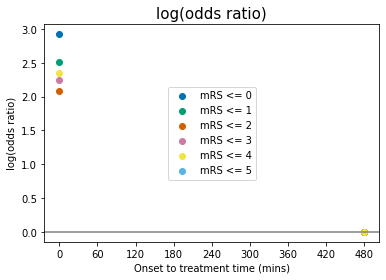 log(odds ratio)
3.0
2.5
2.0
1.5
1.0
0.5
0.0
log(odds ratio)
mRS <= 0
mRS <= 1
mRS <= 2
mRS <= 3
mRS <= 4
mRS <= 5
0 60 120 180 240 300 360 420 480
Onset to treatment time (mins)